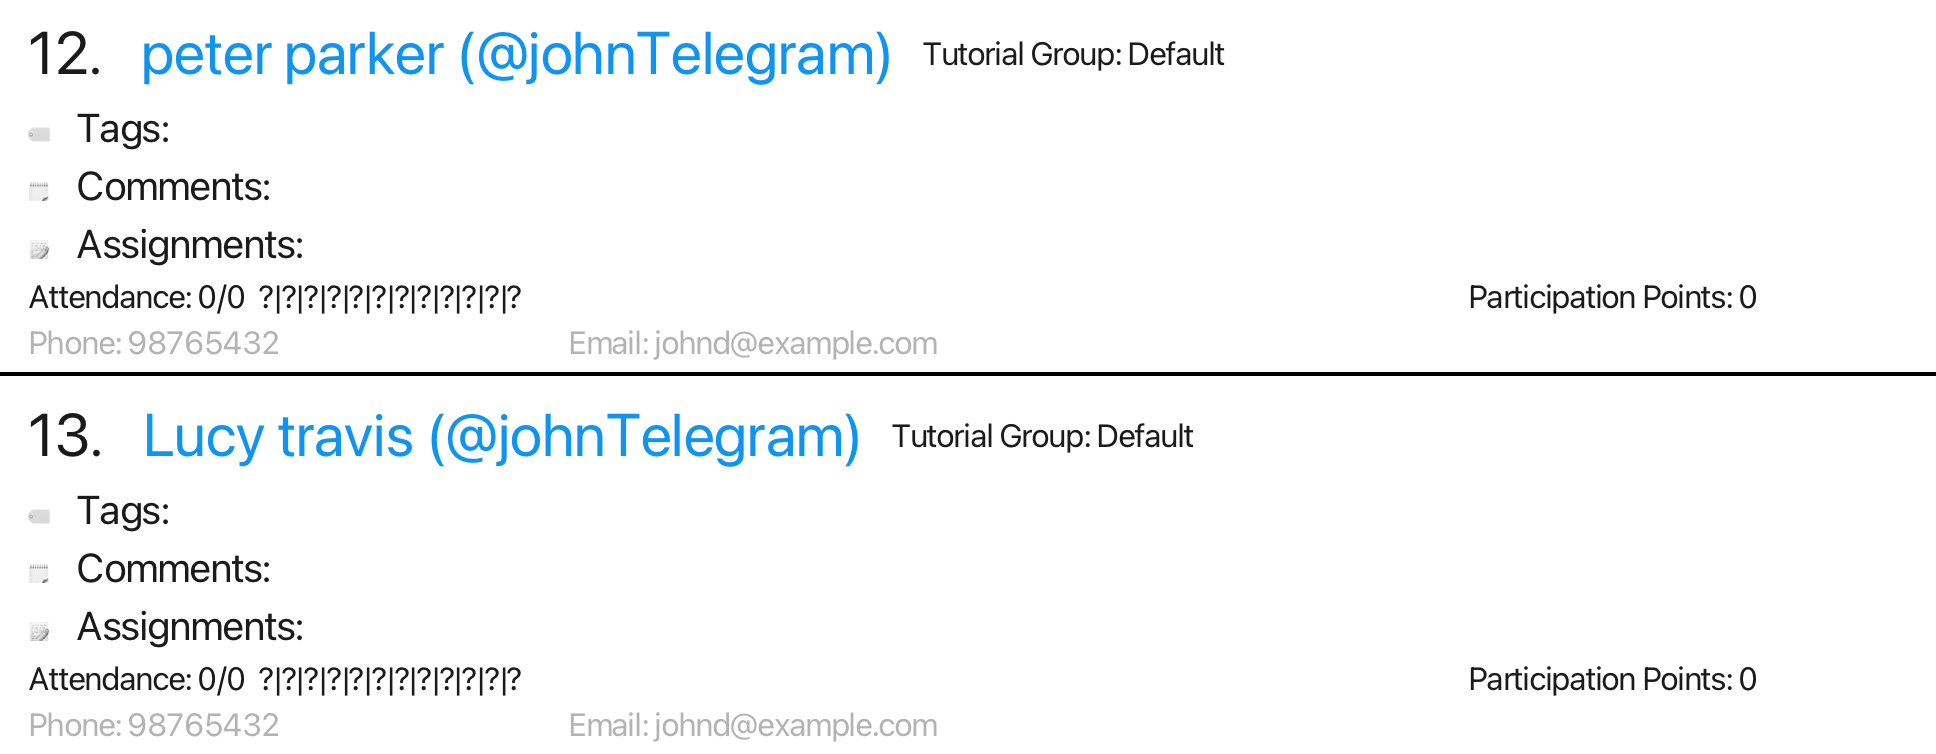 12. peter parker (@johnTelegram) Tutorial Group: Default
Tags:
Comments:
Assignments:
Attendance: 0/0 ?|?|?|?|?|?|?|?|?|?|?|? Participation Points: 0
Phone: 98765432 Email: johnd@example.com
13. Lucy travis (@johnTelegram) Tutorial Group: Default
Tags:
Comments:
Assignments:
Attendance: 0/0 ?|?|?|?|?|?|?|?|?|?|?|? Participation Points: 0
Phone: 98765432 Email: johnd@example.com